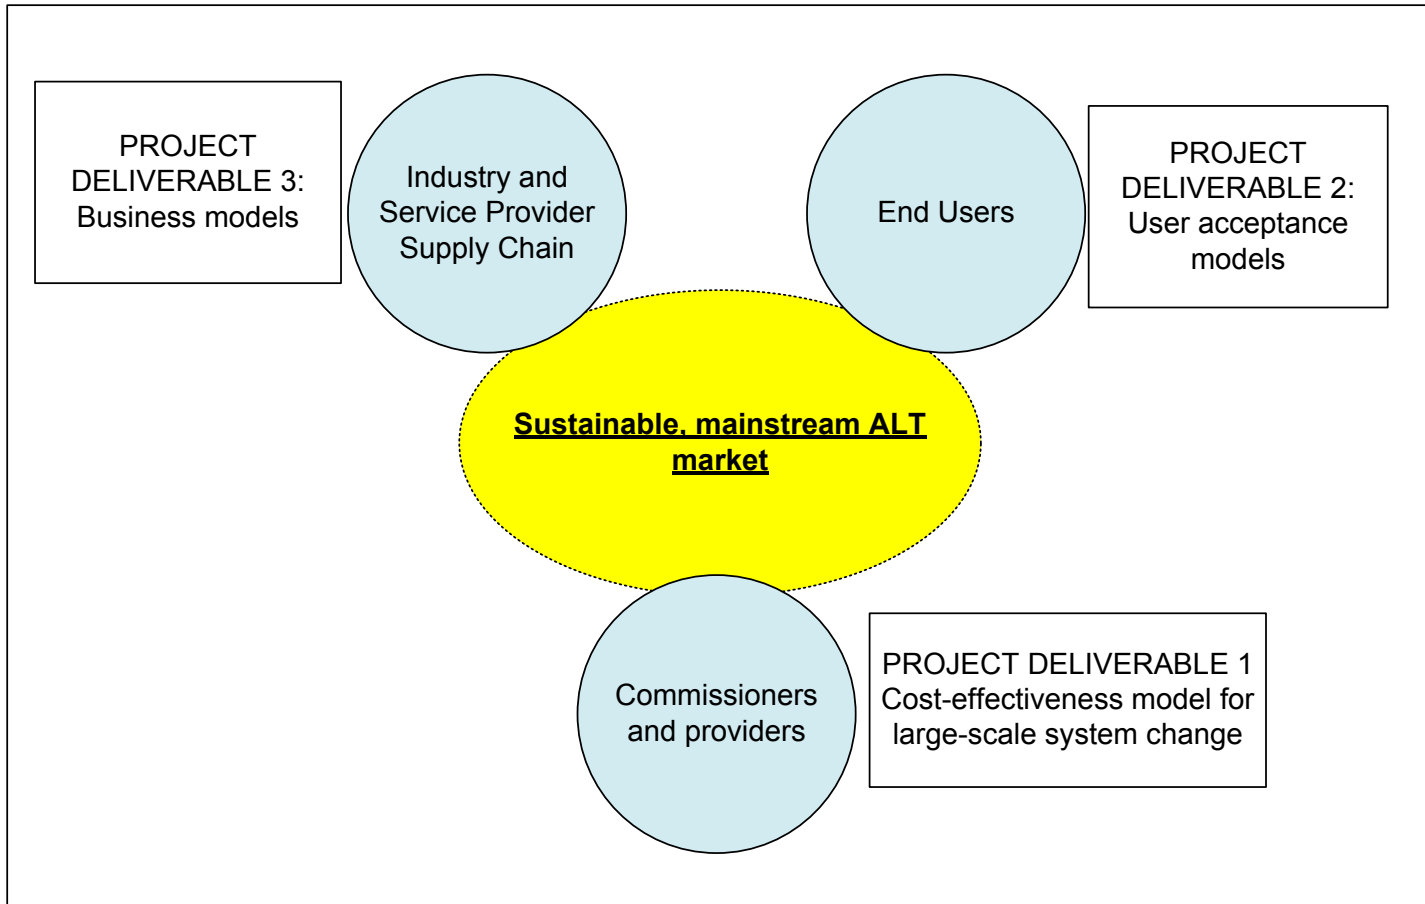 PROJECT
DELIVERABLE 3:
Business models
Industry and
Service Provider
Supply Chain
End Users
PROJECT
DELIVERABLE 2:
User acceptance
models
Sustainable, mainstream ALT
market
Commissioners
and providers
PROJECT DELIVERABLE 1
Cost-effectiveness model for
large-scale system change